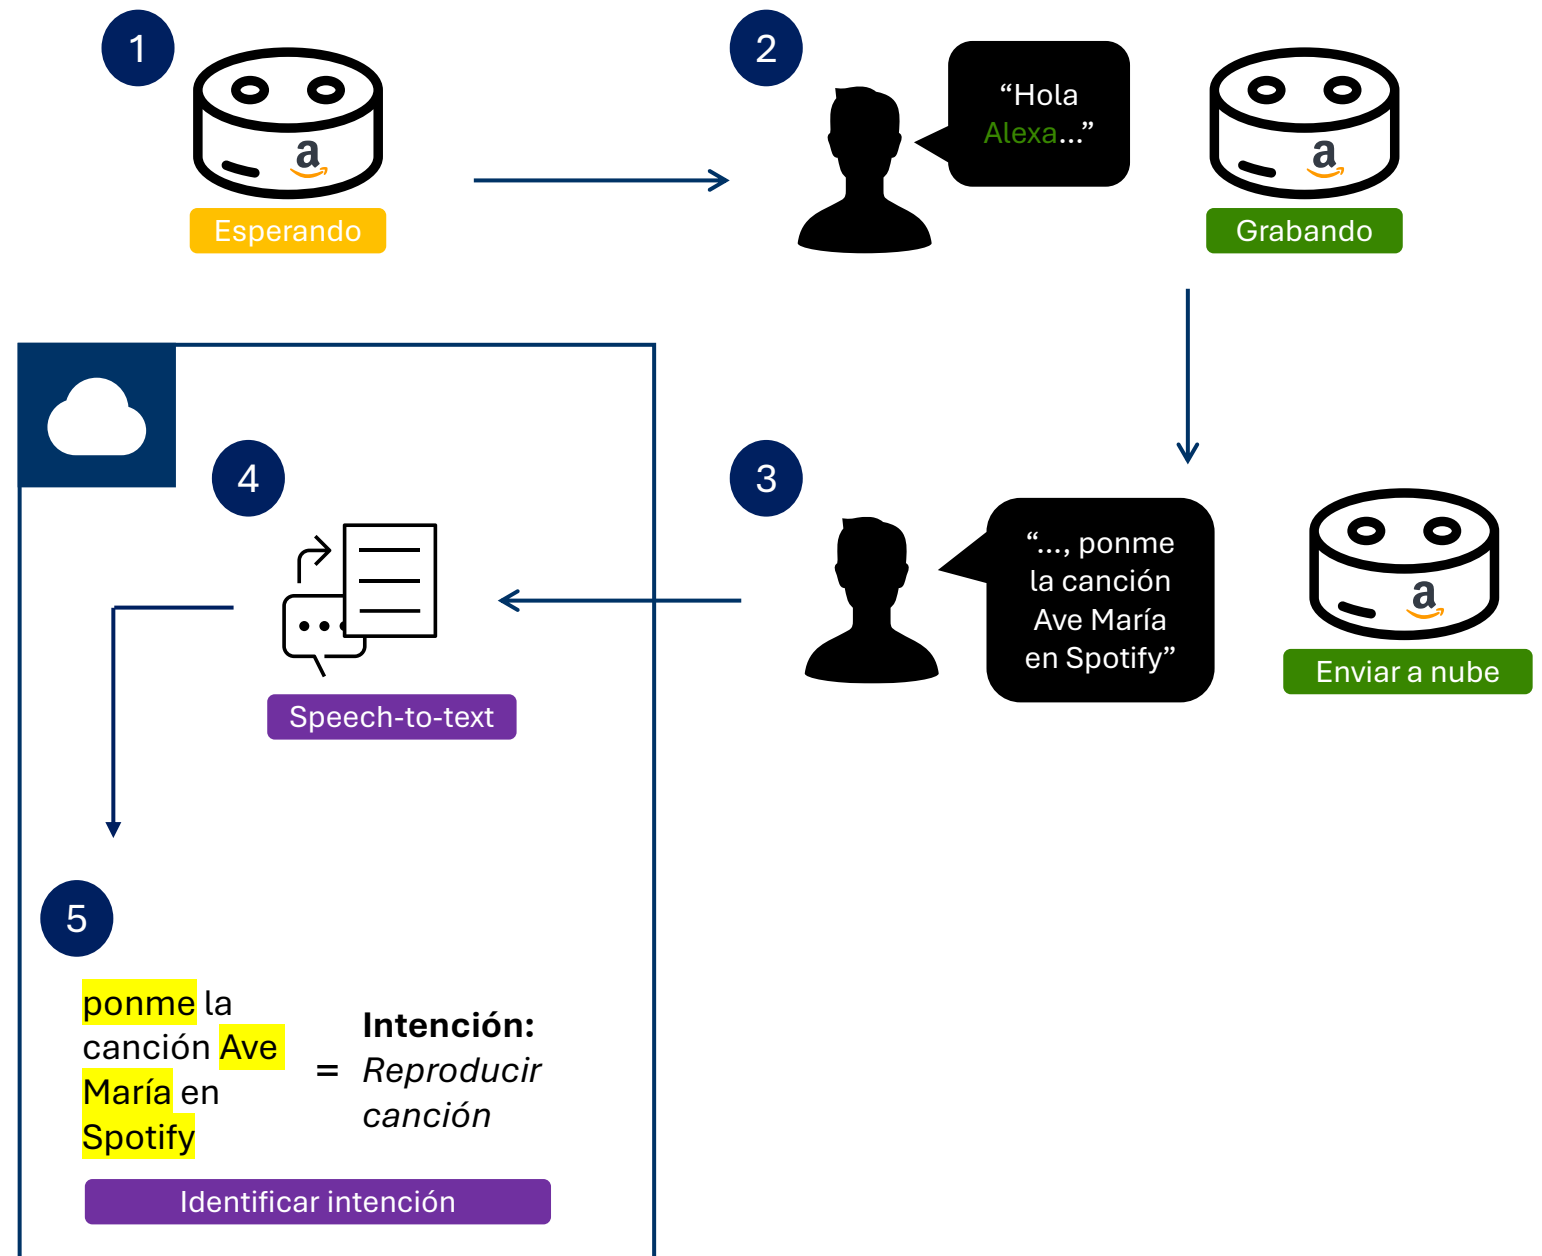 1
a
Esperando
2
“Hola
Alexa...”
a
Grabando
3
“..., ponme
la canción
Ave María
en Spotify”
a
Enviar a nube
4
Speech-to-text
5
ponme la
canción Ave
María en
Spotify
=
Intención:
Reproducir
canción
Identificar intención